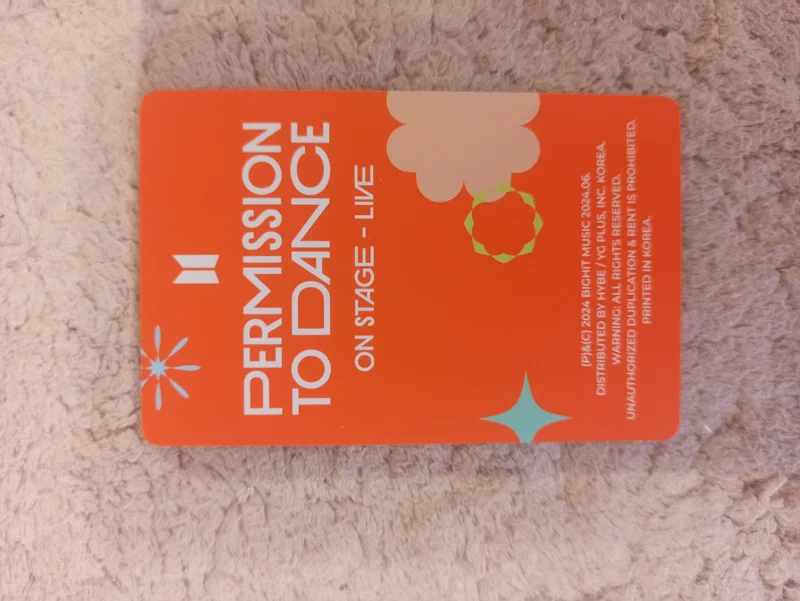 PERMISSION
TO DANCE
ON STAGE - LIVE
(P)&(C) 2024 BIGHIT MUSIC 2024.06.
DISTRIBUTED BY HYBE / YG PLUS, INC. KOREA.
WARNING: ALL RIGHTS RESERVED.
UNAUTHORIZED DUPLICATION & RENT IS PROHIBITED.
PRINTED IN KOREA.